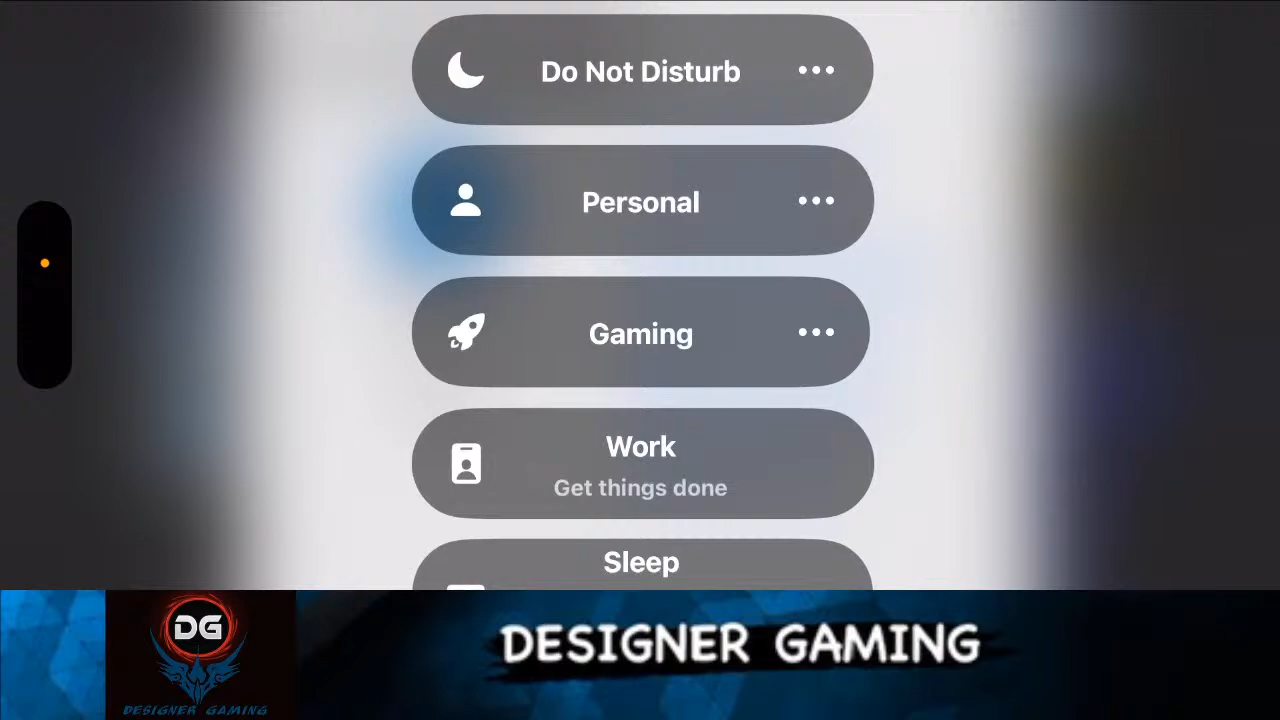 Do Not Disturb
Personal
Gaming
Work
Get things done
Sleep
DG
DESIGNER GAMING
DESIGNER GAMING